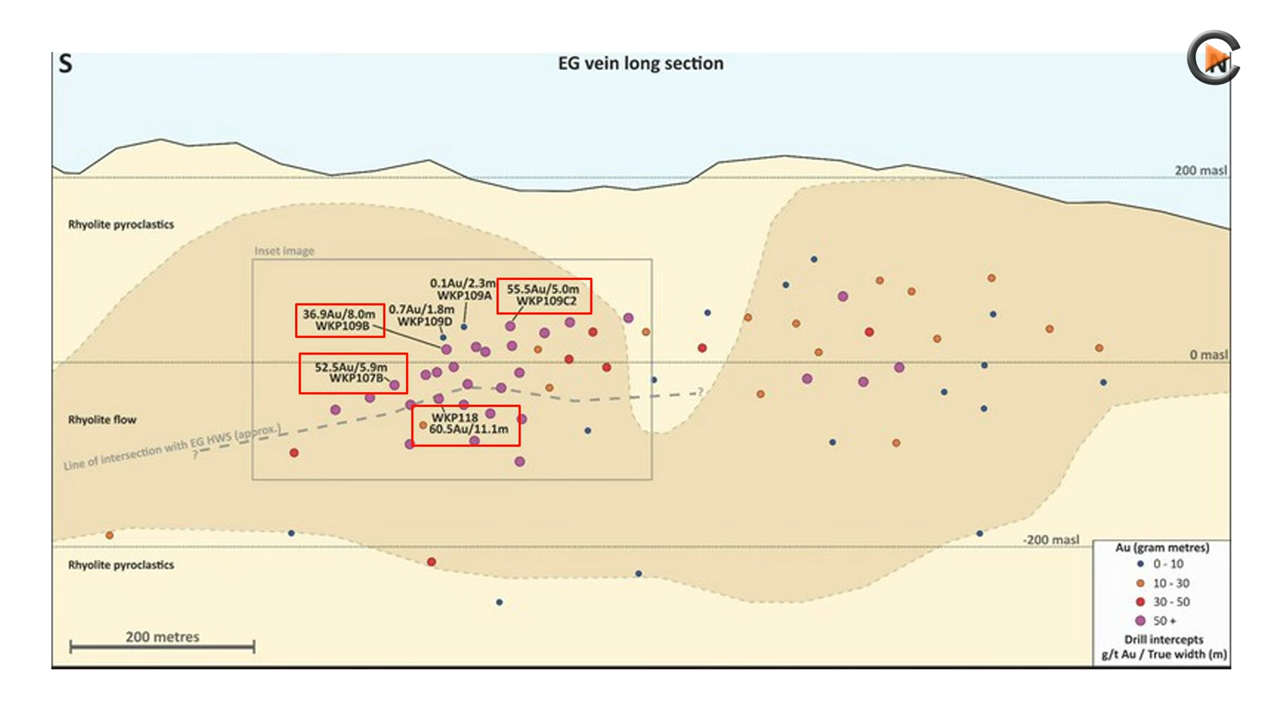 S
EG vein long section
N
200 masl
Rhyolite pyroclastics
Inset image
0.1Au/2.3m
WKP109A
55.5Au/5.0m
WKP109C2
36.9Au/8.0m
WKP109B
0.7Au/1.8m
WKP109D
0 masl
52.5Au/5.9m
WKP107B
Rhyolite flow
WKP118
60.5Au/11.1m
Line of intersection with EG HWS (approx.)
?
?
-200 masl
Rhyolite pyroclastics
200 metres
Au (gram metres)
0 - 10
10 - 30
30 - 50
50 +
Drill intercepts
g/t Au / True width (m)